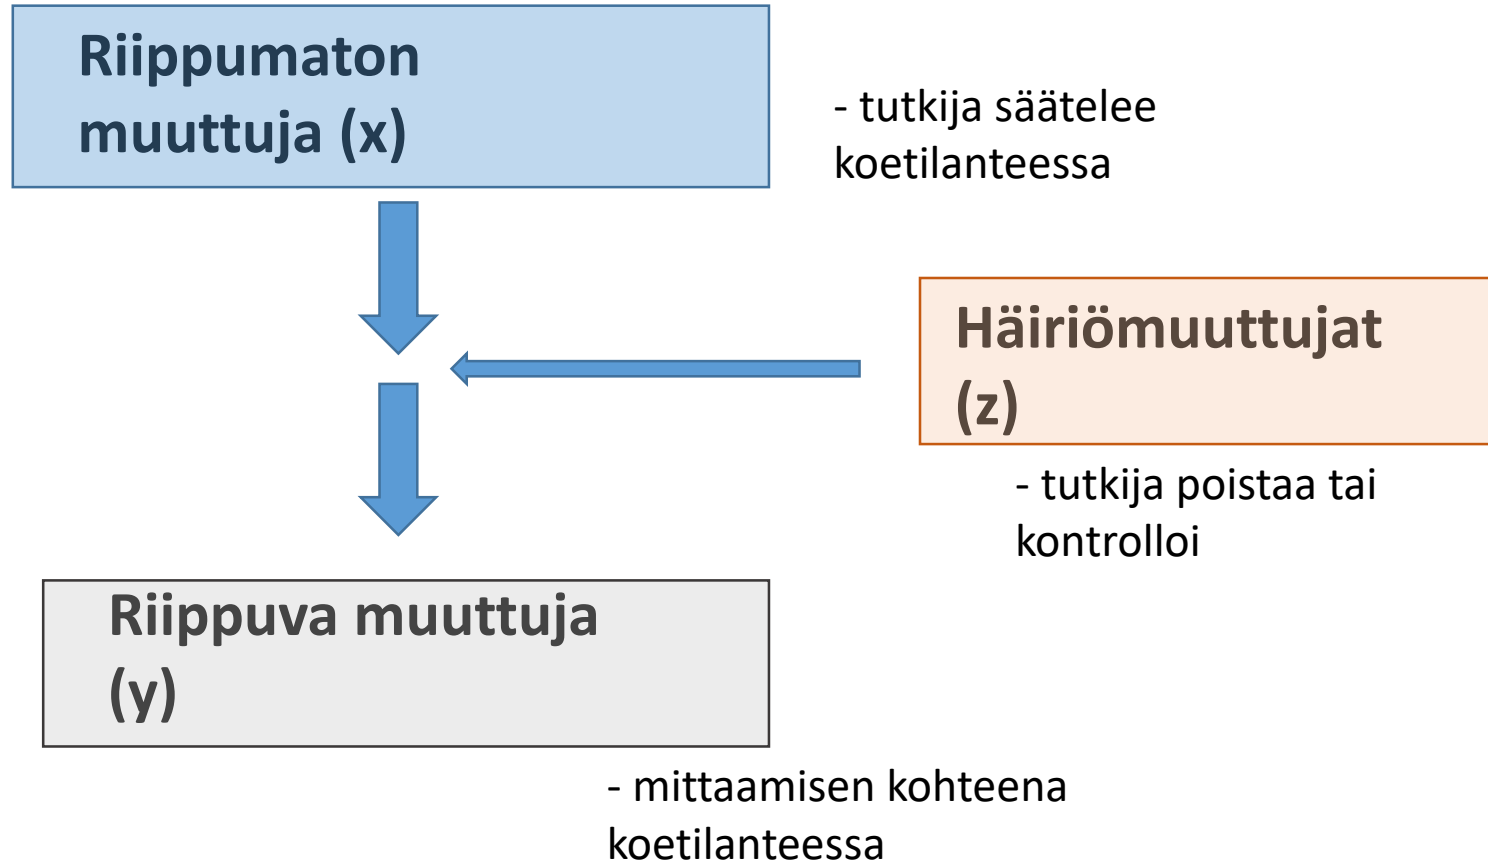 Riippumaton
muuttuja (x)
- tutkija säätelee
koetilanteessa
Häiriömuuttujat
(z)
- tutkija poistaa tai
kontrolloi
Riippuva muuttuja
(y)
- mittaamisen kohteena
koetilanteessa